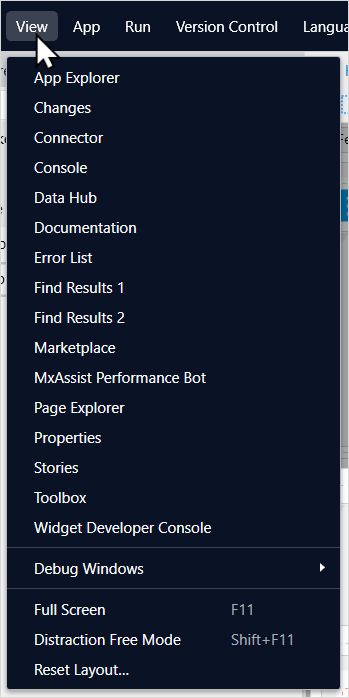 View App Run Version Control Langua
App Explorer
Changes
Connector
Console
Data Hub
Documentation
Error List
Find Results 1
Find Results 2
Marketplace
MxAssist Performance Bot
Page Explorer
Properties
Stories
Toolbox
Widget Developer Console
Debug Windows
Full Screen F11
Distraction Free Mode Shift+F11
Reset Layout...